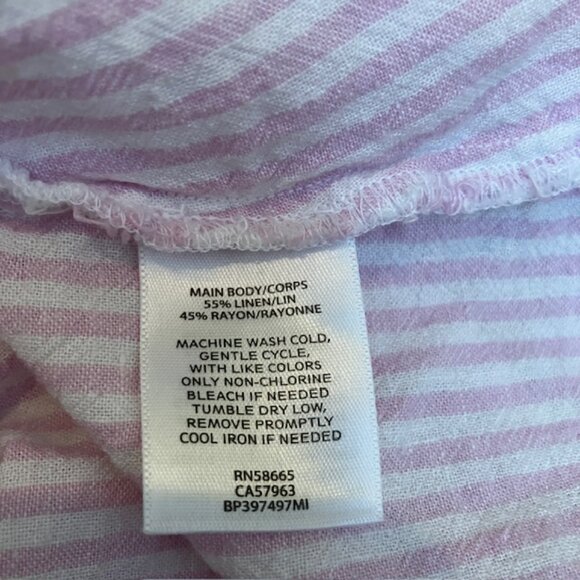 MAIN BODY/CORPS
55% LINEN/LIN
45% RAYON/RAYONNE
MACHINE WASH COLD,
GENTLE CYCLE,
WITH LIKE COLORS
ONLY NON-CHLORINE
BLEACH IF NEEDED
TUMBLE DRY LOW,
REMOVE PROMPTLY
COOL IRON IF NEEDED
RN58665
CA57963
BP397497MI